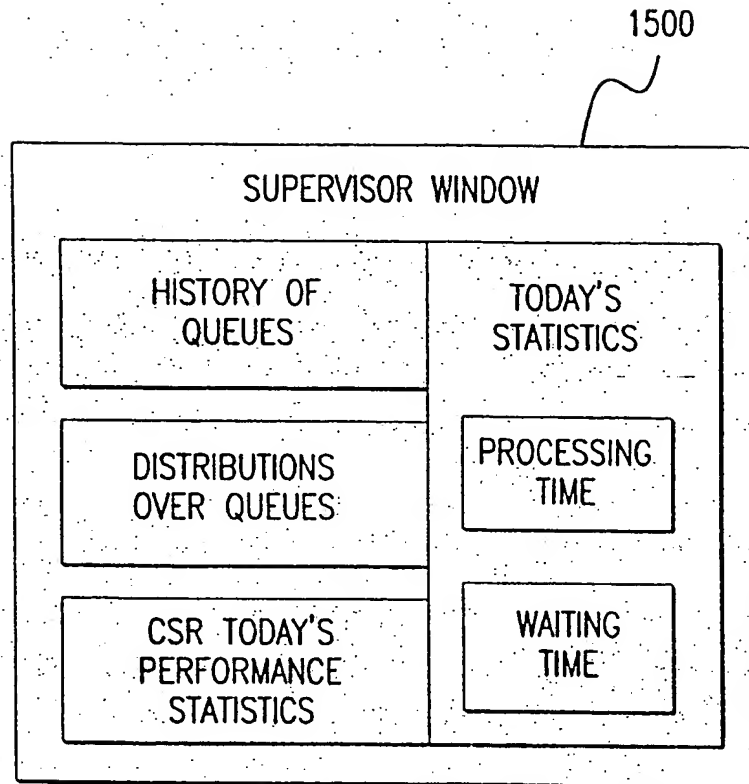 1500
SUPERVISOR WINDOW
HISTORY OF
QUEUES
DISTRIBUTIONS
OVER QUEUES
CSR TODAY'S
PERFORMANCE
STATISTICS
TODAY'S
STATISTICS
PROCESSING
TIME
WAITING
TIME